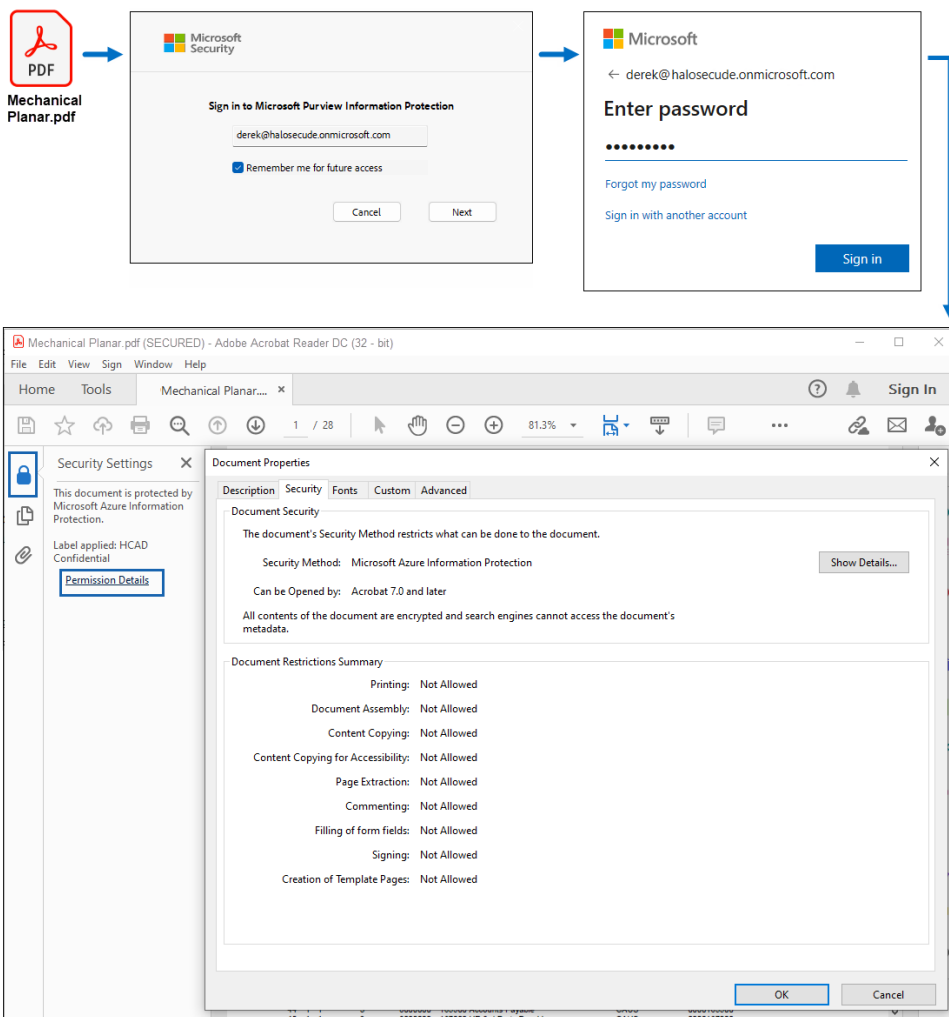 PDF
Mechanical
Planar.pdf
Microsoft
Security
Sign in to Microsoft Purview Information Protection
derek@halosecude.onmicrosoft.com
Remember me for future access
Cancel
Next
Microsoft
← derek@halosecude.onmicrosoft.com
Enter password
•••••••••
Forgot my password
Sign in with another account
Sign in
Mechanical Planar.pdf (SECURED) - Adobe Acrobat Reader DC (32 - bit)
File Edit View Sign Window Help
Home Tools Mechanical Planar.... ×
Sign In
1 / 28
81.3%
Security Settings
This document is protected by
Microsoft Azure Information
Protection.
Label applied: HCAD
Confidential
Permission Details
Document Properties
Description Security Fonts Custom Advanced
Document Security
The document's Security Method restricts what can be done to the document.
Security Method: Microsoft Azure Information Protection
Show Details...
Can be Opened by: Acrobat 7.0 and later
All contents of the document are encrypted and search engines cannot access the document's
metadata.
Document Restrictions Summary
Printing: Not Allowed
Document Assembly: Not Allowed
Content Copying: Not Allowed
Content Copying for Accessibility: Not Allowed
Page Extraction: Not Allowed
Commenting: Not Allowed
Filling of form fields: Not Allowed
Signing: Not Allowed
Creation of Template Pages: Not Allowed
OK
Cancel